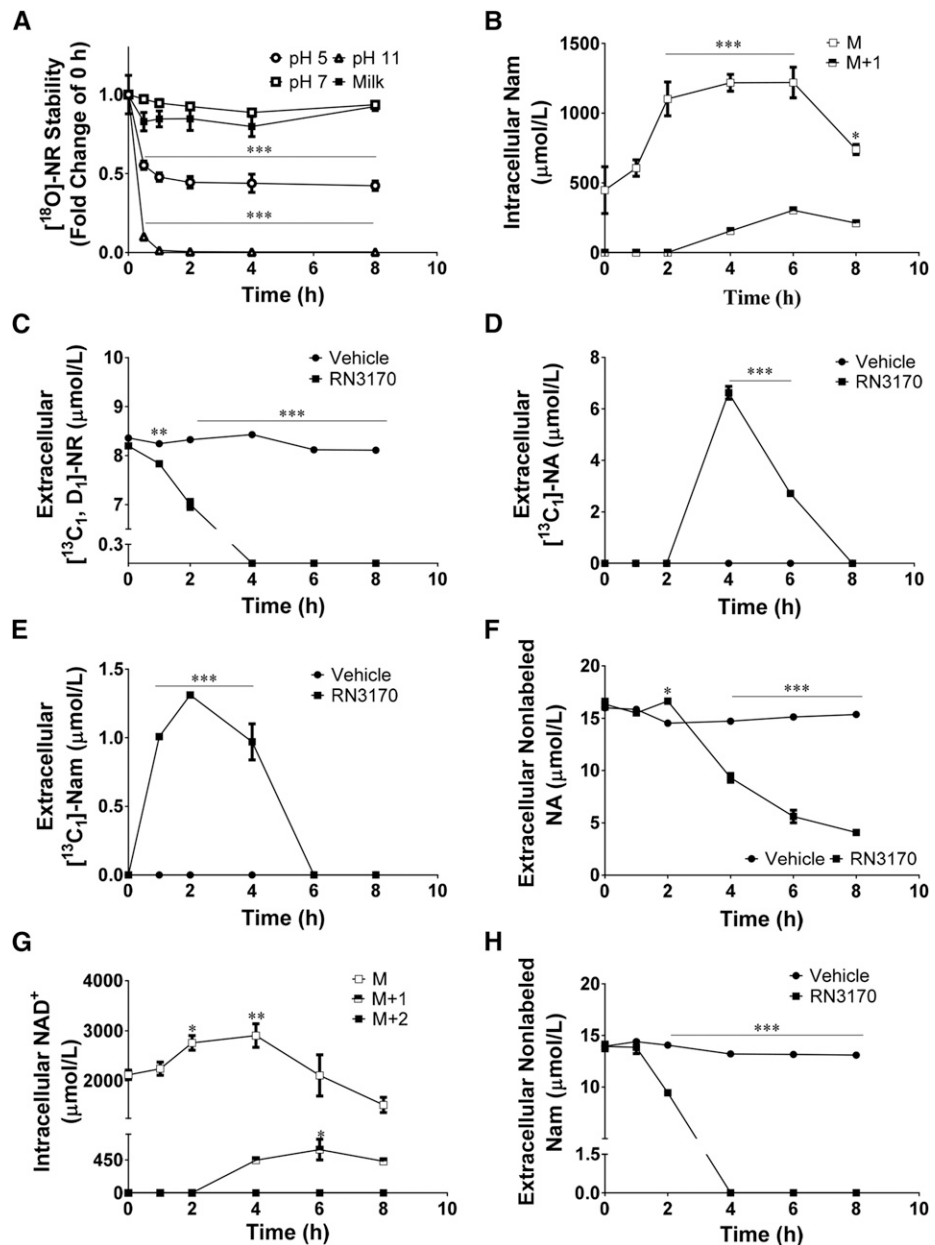 A
[¹⁸O]-NR Stability
(Fold Change of 0 h)
pH 5
pH 11
pH 7
Milk
***
***
1.0
0.5
0.0
0 2 4 6 8 10
Time (h)
B
Intracellular Nam
(μmol/L)
M
M+1
***
*
1500
1000
500
0
0 2 4 6 8 10
Time (h)
C
Extracellular
[¹³C₁, D₁]-NR (μmol/L)
Vehicle
RN3170
**
***
10
9
8
7
0.3
0 2 4 6 8 10
Time (h)
D
Extracellular
[¹³C₁]-NA (μmol/L)
Vehicle
RN3170
***
8
6
4
2
0
0 2 4 6 8 10
Time (h)
E
Extracellular
[¹³C₁]-Nam (μmol/L)
Vehicle
RN3170
***
1.5
1.0
0.5
0.0
0 2 4 6 8 10
Time (h)
F
Extracellular Nonlabeled
NA (μmol/L)
*
***
20
15
10
5
0
Vehicle
RN3170
0 2 4 6 8 10
Time (h)
G
Intracellular NAD⁺
(μmol/L)
M
M+1
M+2
*
**
*
4000
3000
2000
450
0
0 2 4 6 8 10
Time (h)
H
Extracellular Nonlabeled
Nam (μmol/L)
Vehicle
RN3170
***
20
15
10
1.5
0.0
0 2 4 6 8 10
Time (h)